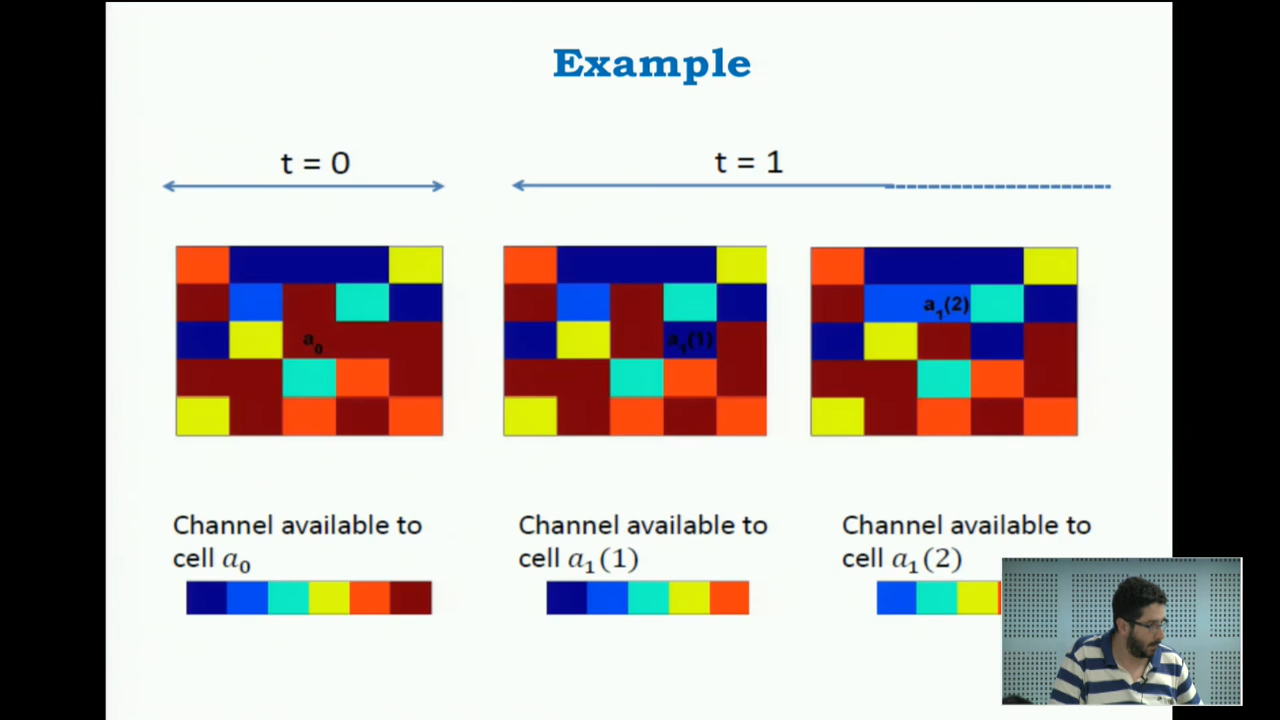 Example
t = 0
t = 1
a₀
a₁(1)
a₁(2)
Channel available to
cell a₀
Channel available to
cell a₁(1)
Channel available to
cell a₁(2)